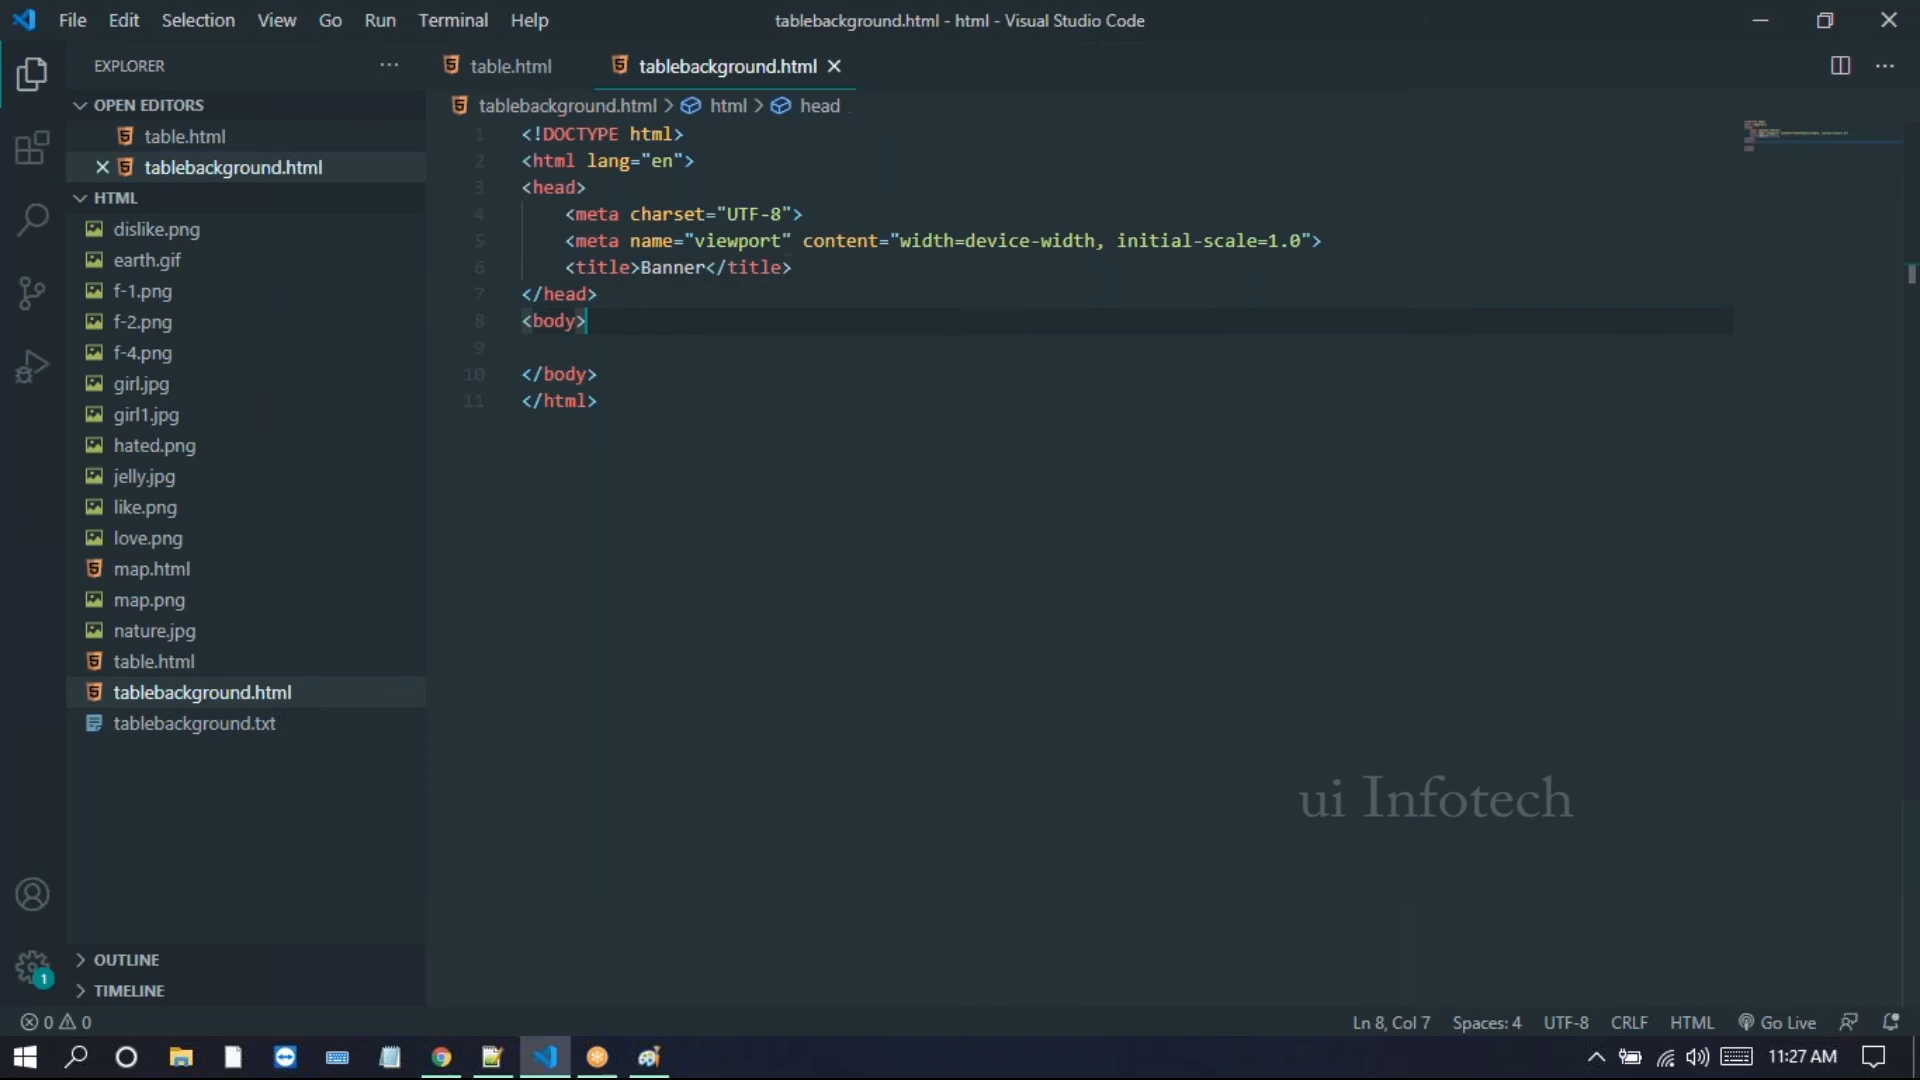 File Edit Selection View Go Run Terminal Help
tablebackground.html - html - Visual Studio Code
EXPLORER
OPEN EDITORS
table.html
tablebackground.html
HTML
dislike.png
earth.gif
f-1.png
f-2.png
f-4.png
girl.jpg
girl1.jpg
hated.png
jelly.jpg
like.png
love.png
map.html
map.png
nature.jpg
table.html
tablebackground.html
tablebackground.txt
OUTLINE
TIMELINE
table.html tablebackground.html
tablebackground.html > html > head
1 <!DOCTYPE html>
2 <html lang="en">
3 <head>
4 <meta charset="UTF-8">
5 <meta name="viewport" content="width=device-width, initial-scale=1.0">
6 <title>Banner</title>
7 </head>
8 <body>
9
10 </body>
11 </html>
ui Infotech
1
0 0
Ln 8, Col 7 Spaces: 4 UTF-8 CRLF HTML Go Live
11:27 AM